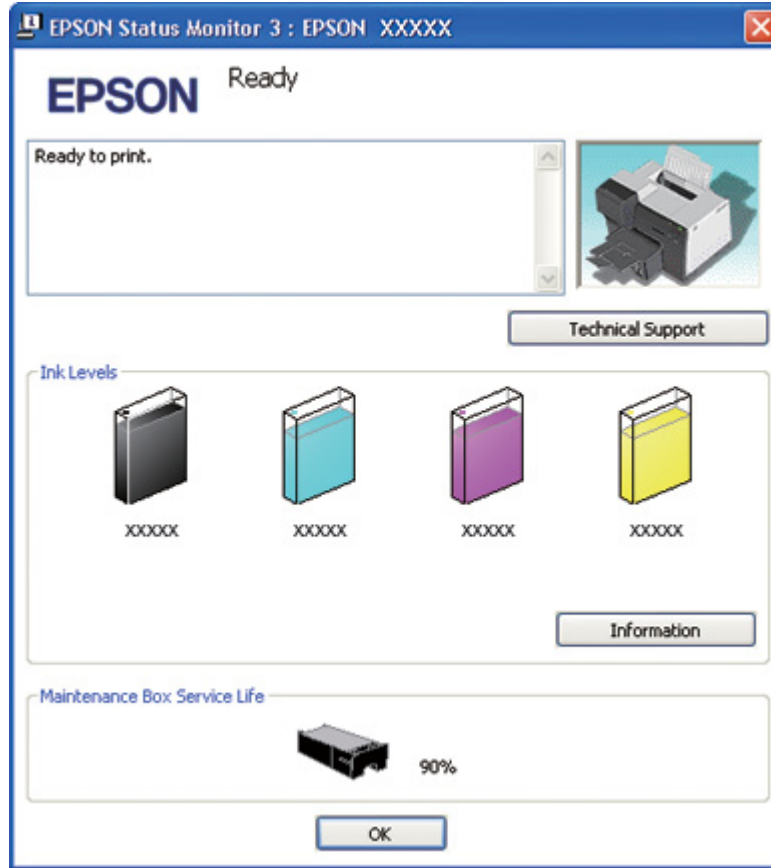 EPSON Status Monitor 3 : EPSON XXXXX
EPSON
Ready
Ready to print.
Technical Support
Ink Levels
XXXXX XXXXX XXXXX XXXXX
Information
Maintenance Box Service Life
90%
OK